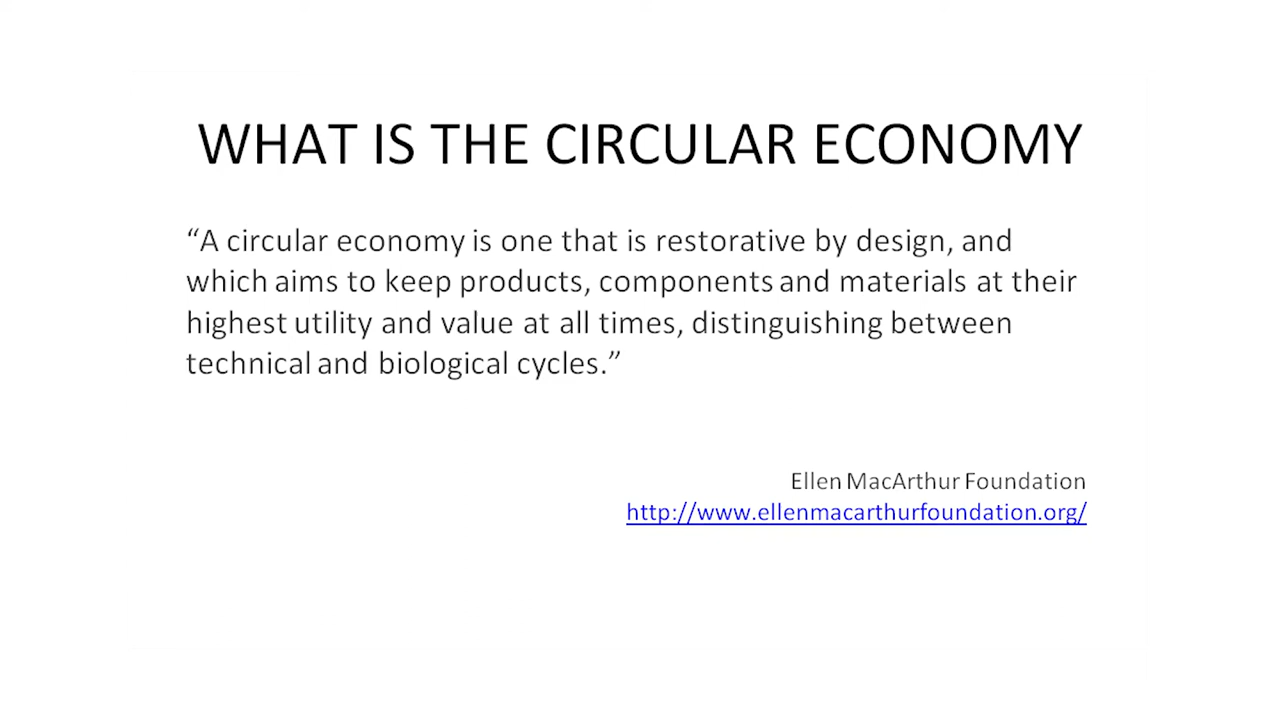 WHAT IS THE CIRCULAR ECONOMY
“A circular economy is one that is restorative by design, and
which aims to keep products, components and materials at their
highest utility and value at all times, distinguishing between
technical and biological cycles.”
Ellen MacArthur Foundation
http://www.ellenmacarthurfoundation.org/